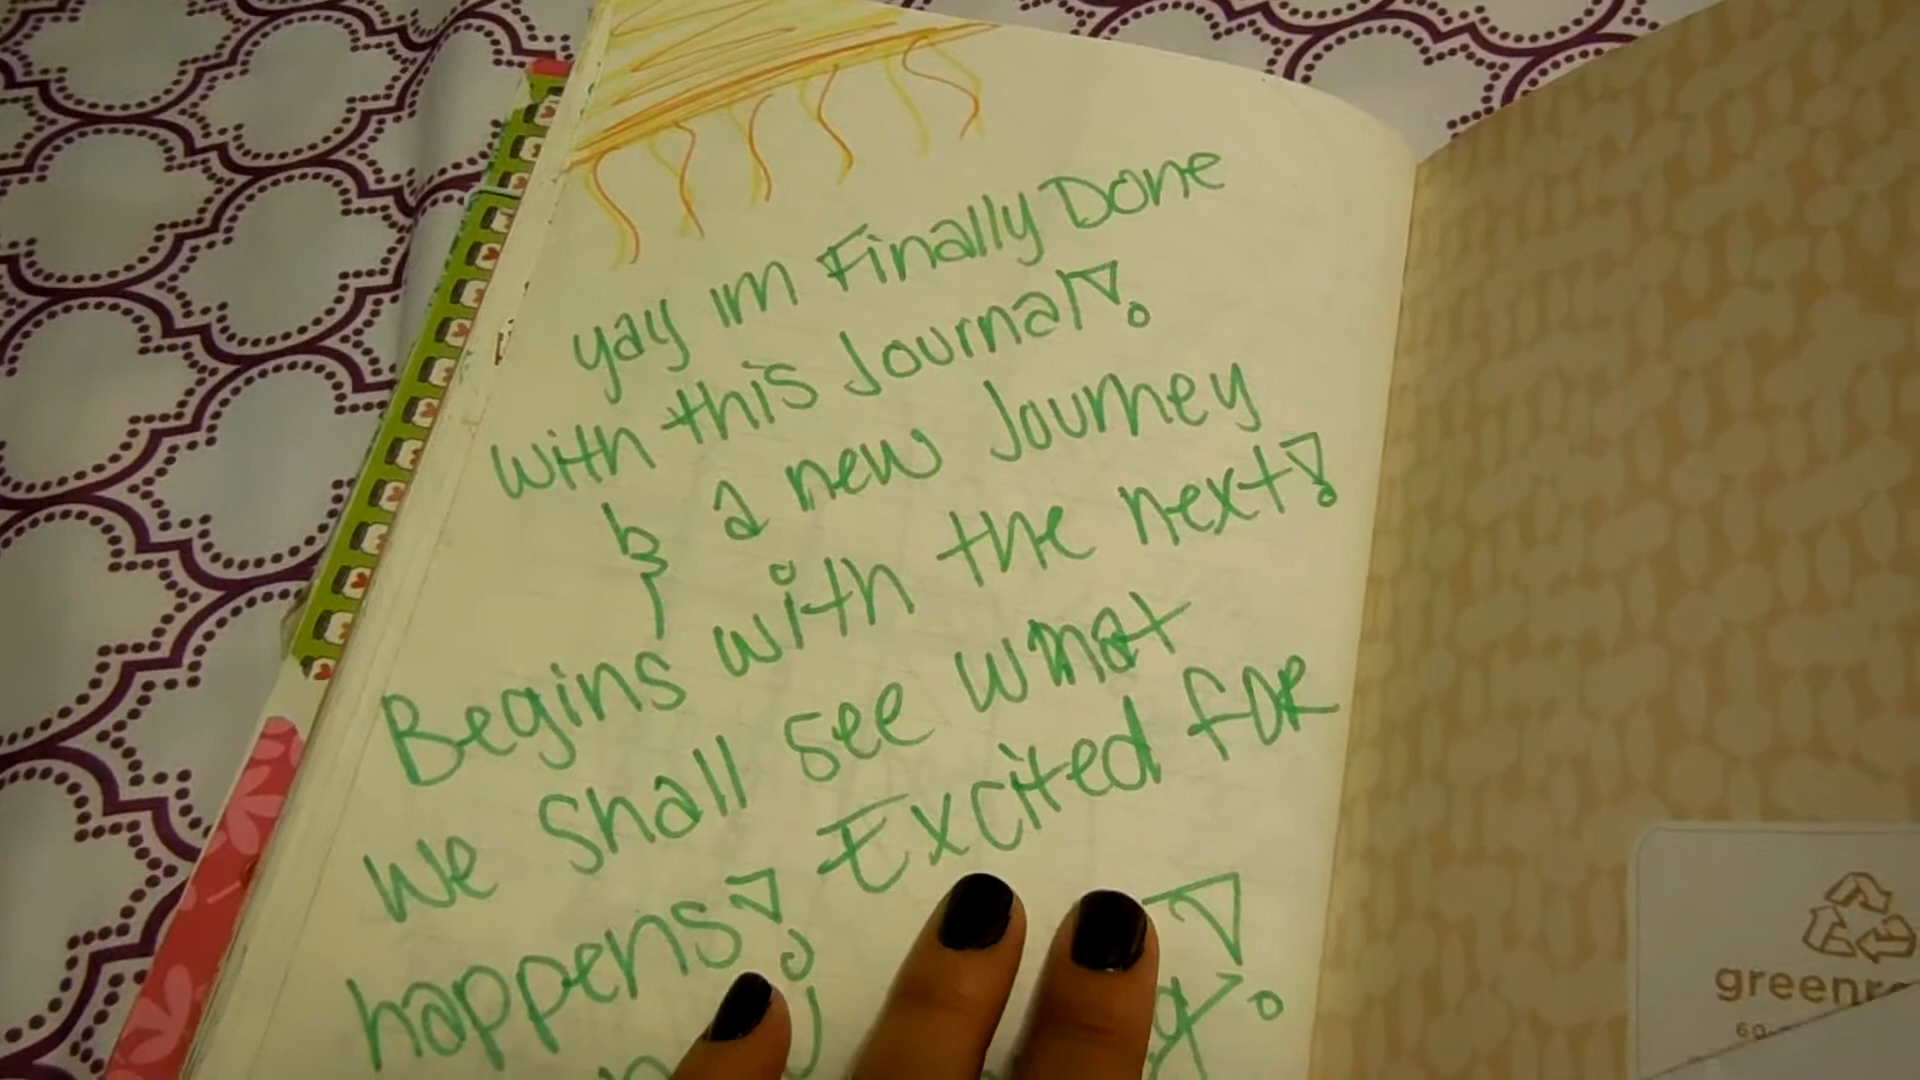 yay im Finally Done
with this Journal!
& a new Journey
Begins with the next!
We Shall see what
happens! Excited for
greenr
60